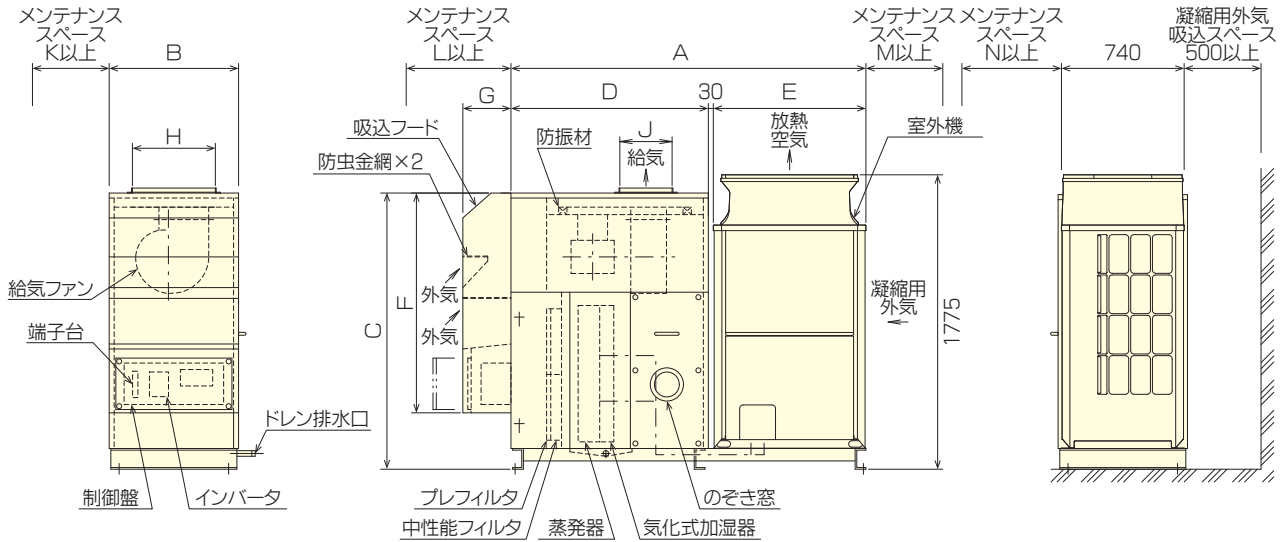 メンテナンス
スペース
K以上
B
メンテナンス
スペース
L以上
A
メンテナンス
スペース
M以上
メンテナンス
スペース
N以上
740
凝縮用外気
吸込スペース
500以上
G
D
30
E
H
吸込フード
防虫金網×2
防振材
J
給気
放熱
空気
室外機
給気ファン
端子台
C
F
外気
外気
凝縮用
外気
1775
ドレン排水口
制御盤
インバータ
プレフィルタ
中性能フィルタ
蒸発器
気化式加湿器
のぞき窓